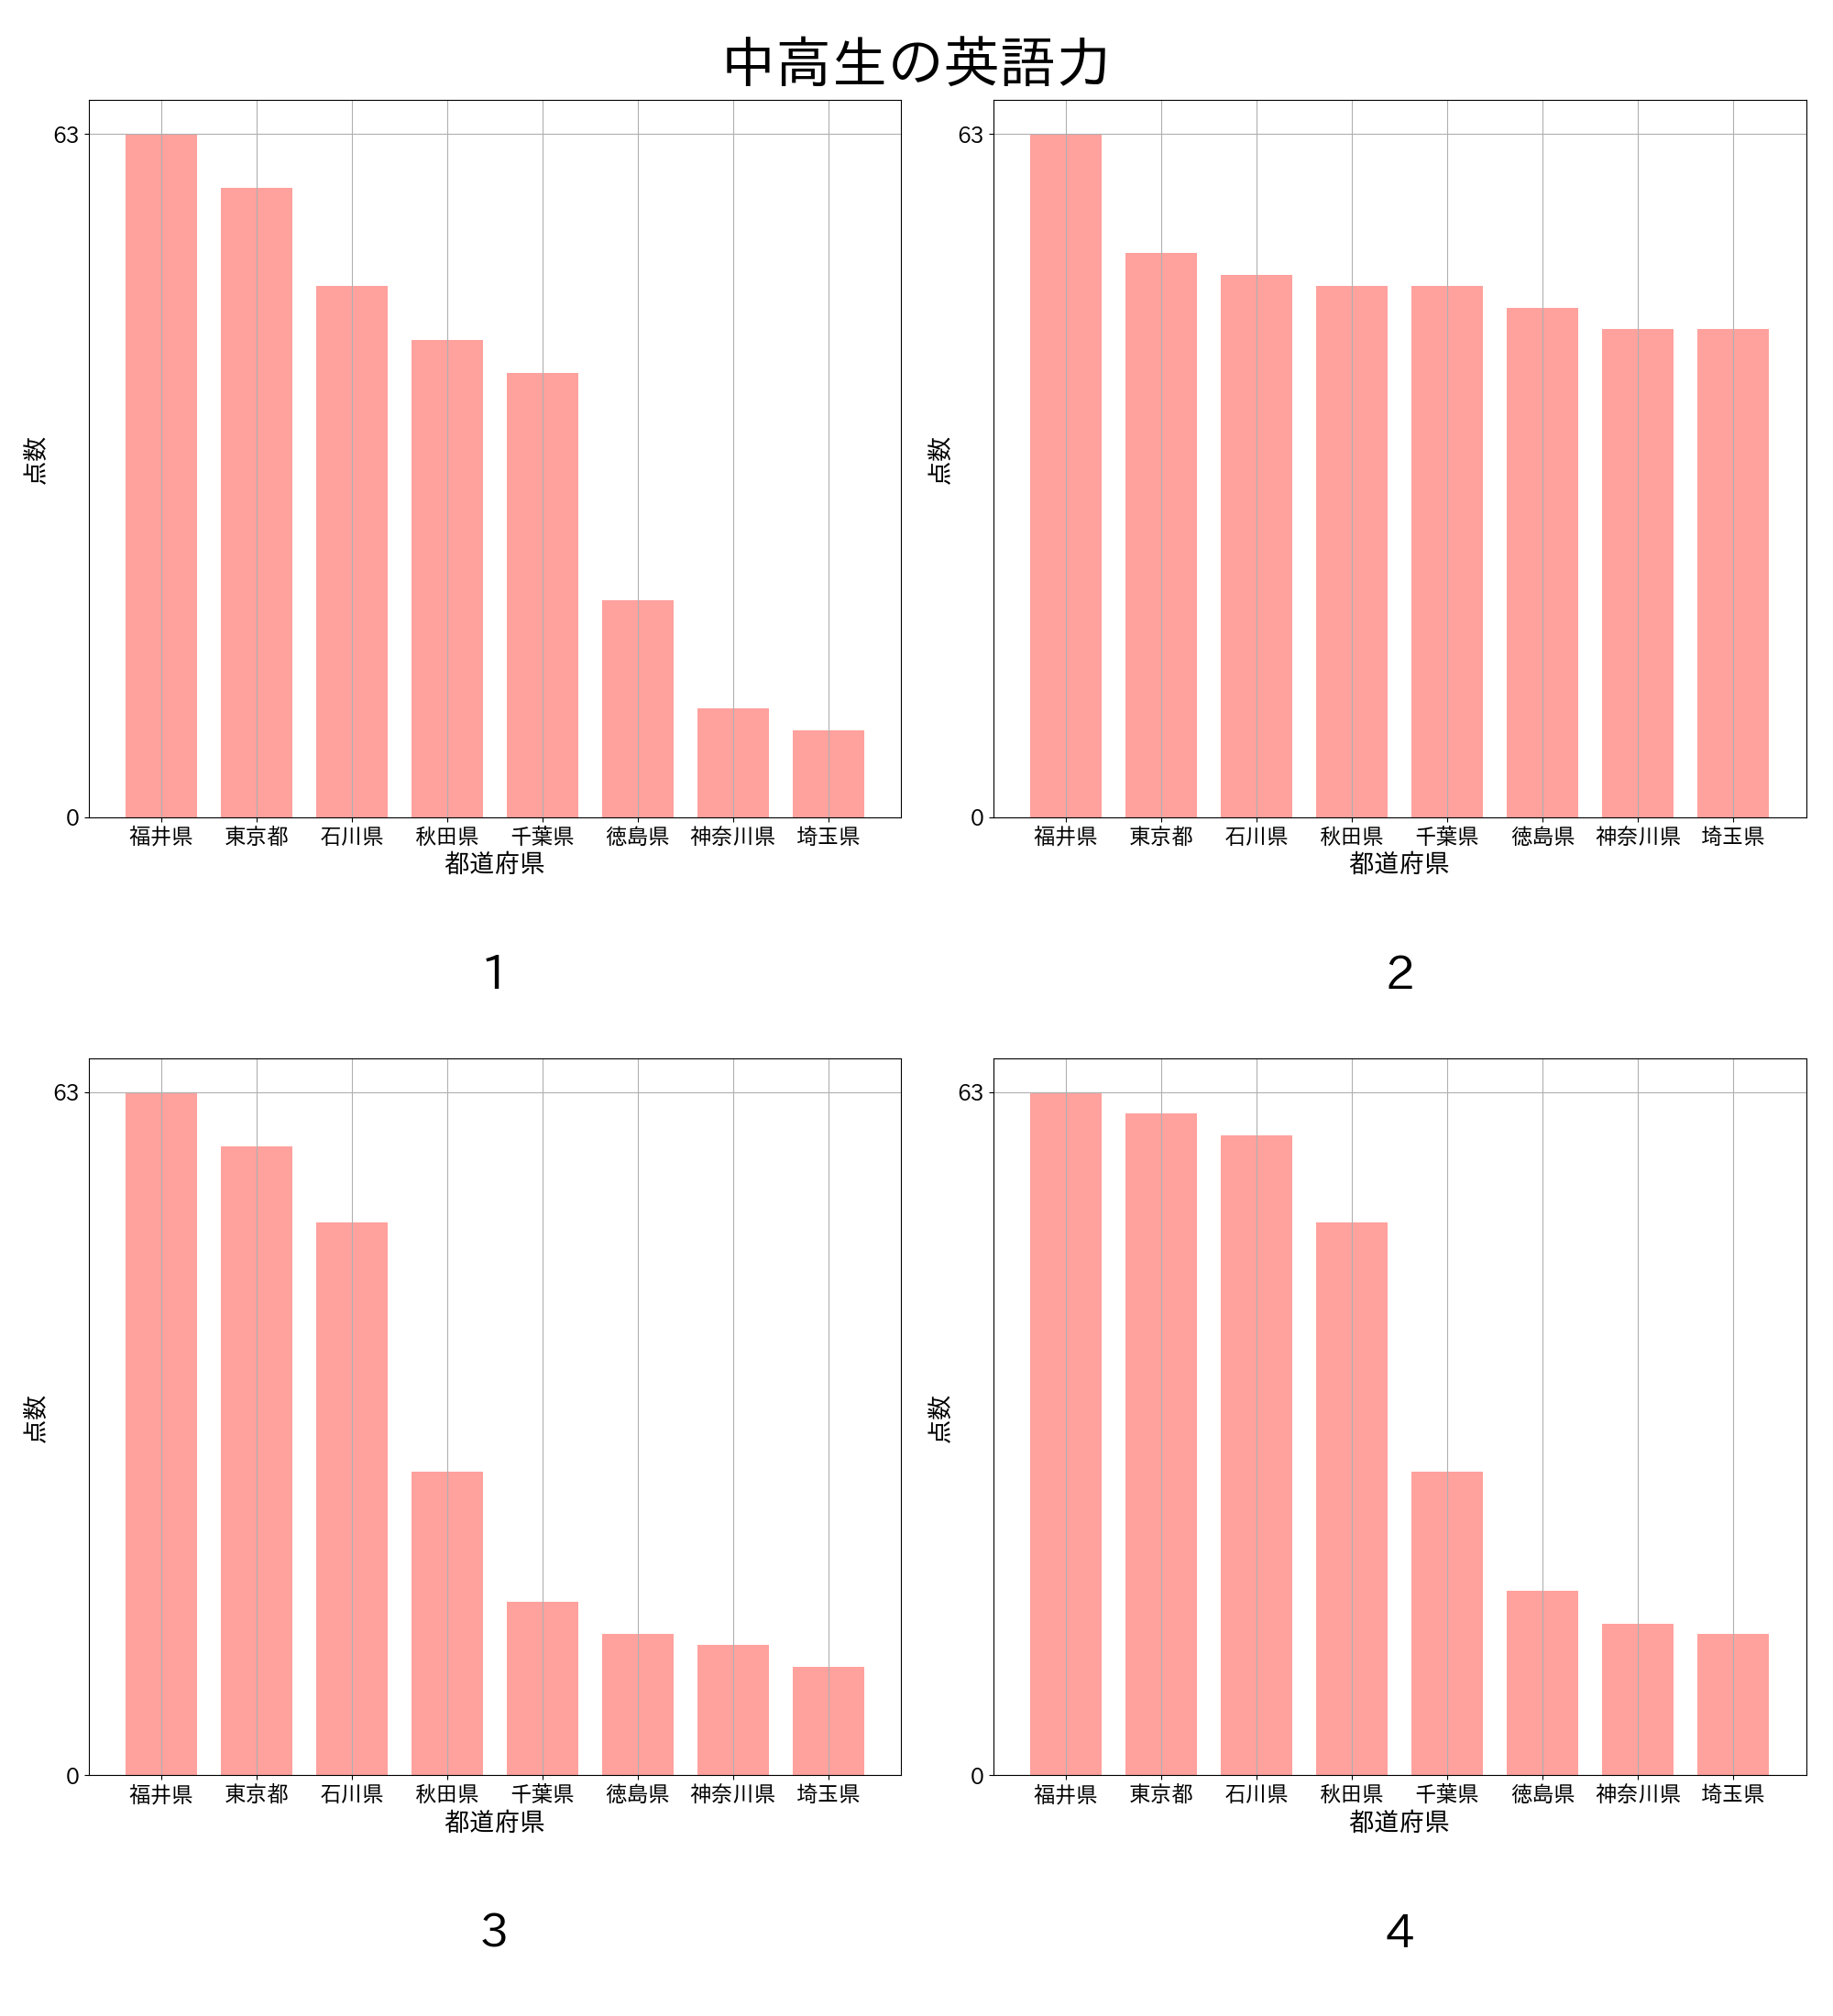 中高生の英語力
63
0
点数
福井県 東京都 石川県 秋田県 千葉県 徳島県 神奈川県 埼玉県
都道府県
1
63
0
点数
福井県 東京都 石川県 秋田県 千葉県 徳島県 神奈川県 埼玉県
都道府県
2
63
0
点数
福井県 東京都 石川県 秋田県 千葉県 徳島県 神奈川県 埼玉県
都道府県
3
63
0
点数
福井県 東京都 石川県 秋田県 千葉県 徳島県 神奈川県 埼玉県
都道府県
4